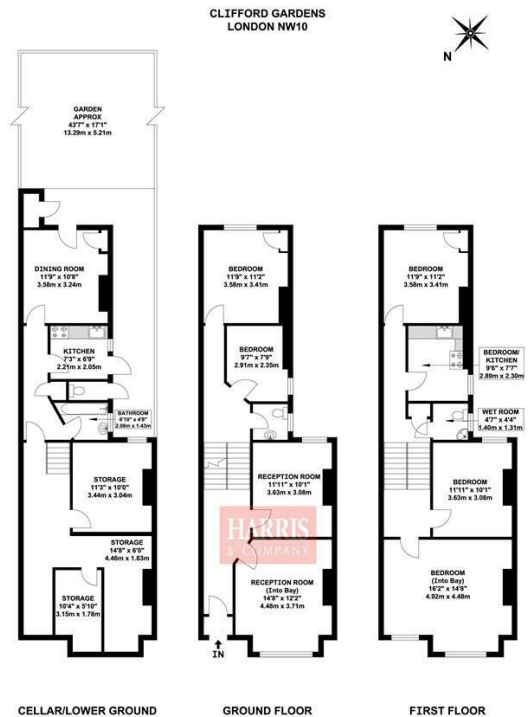 CLIFFORD GARDENS
LONDON NW10
N
GARDEN
APPROX
43'7" x 17'1"
13.29m x 5.21m
DINING ROOM
11'9" x 10'8"
3.58m x 3.24m
KITCHEN
7'3" x 6'9"
2.21m x 2.05m
BATHROOM
6'10" x 4'8"
2.08m x 1.43m
STORAGE
11'3" x 10'0"
3.44m x 3.04m
STORAGE
14'8" x 6'0"
4.46m x 1.83m
STORAGE
10'4" x 5'10"
3.15m x 1.78m
CELLAR/LOWER GROUND
BEDROOM
11'9" x 11'2"
3.58m x 3.41m
BEDROOM
9'7" x 7'9"
2.91m x 2.35m
RECEPTION ROOM
11'11" x 10'1"
3.63m x 3.08m
HARRIS
& COMPANY
RECEPTION ROOM
(Into Bay)
14'8" x 12'2"
4.48m x 3.71m
IN
GROUND FLOOR
BEDROOM
11'9" x 11'2"
3.58m x 3.41m
BEDROOM/
KITCHEN
9'6" x 7'7"
2.89m x 2.30m
WET ROOM
4'7" x 4'4"
1.40m x 1.31m
BEDROOM
11'11" x 10'1"
3.63m x 3.08m
BEDROOM
(Into Bay)
16'2" x 14'8"
4.92m x 4.48m
FIRST FLOOR